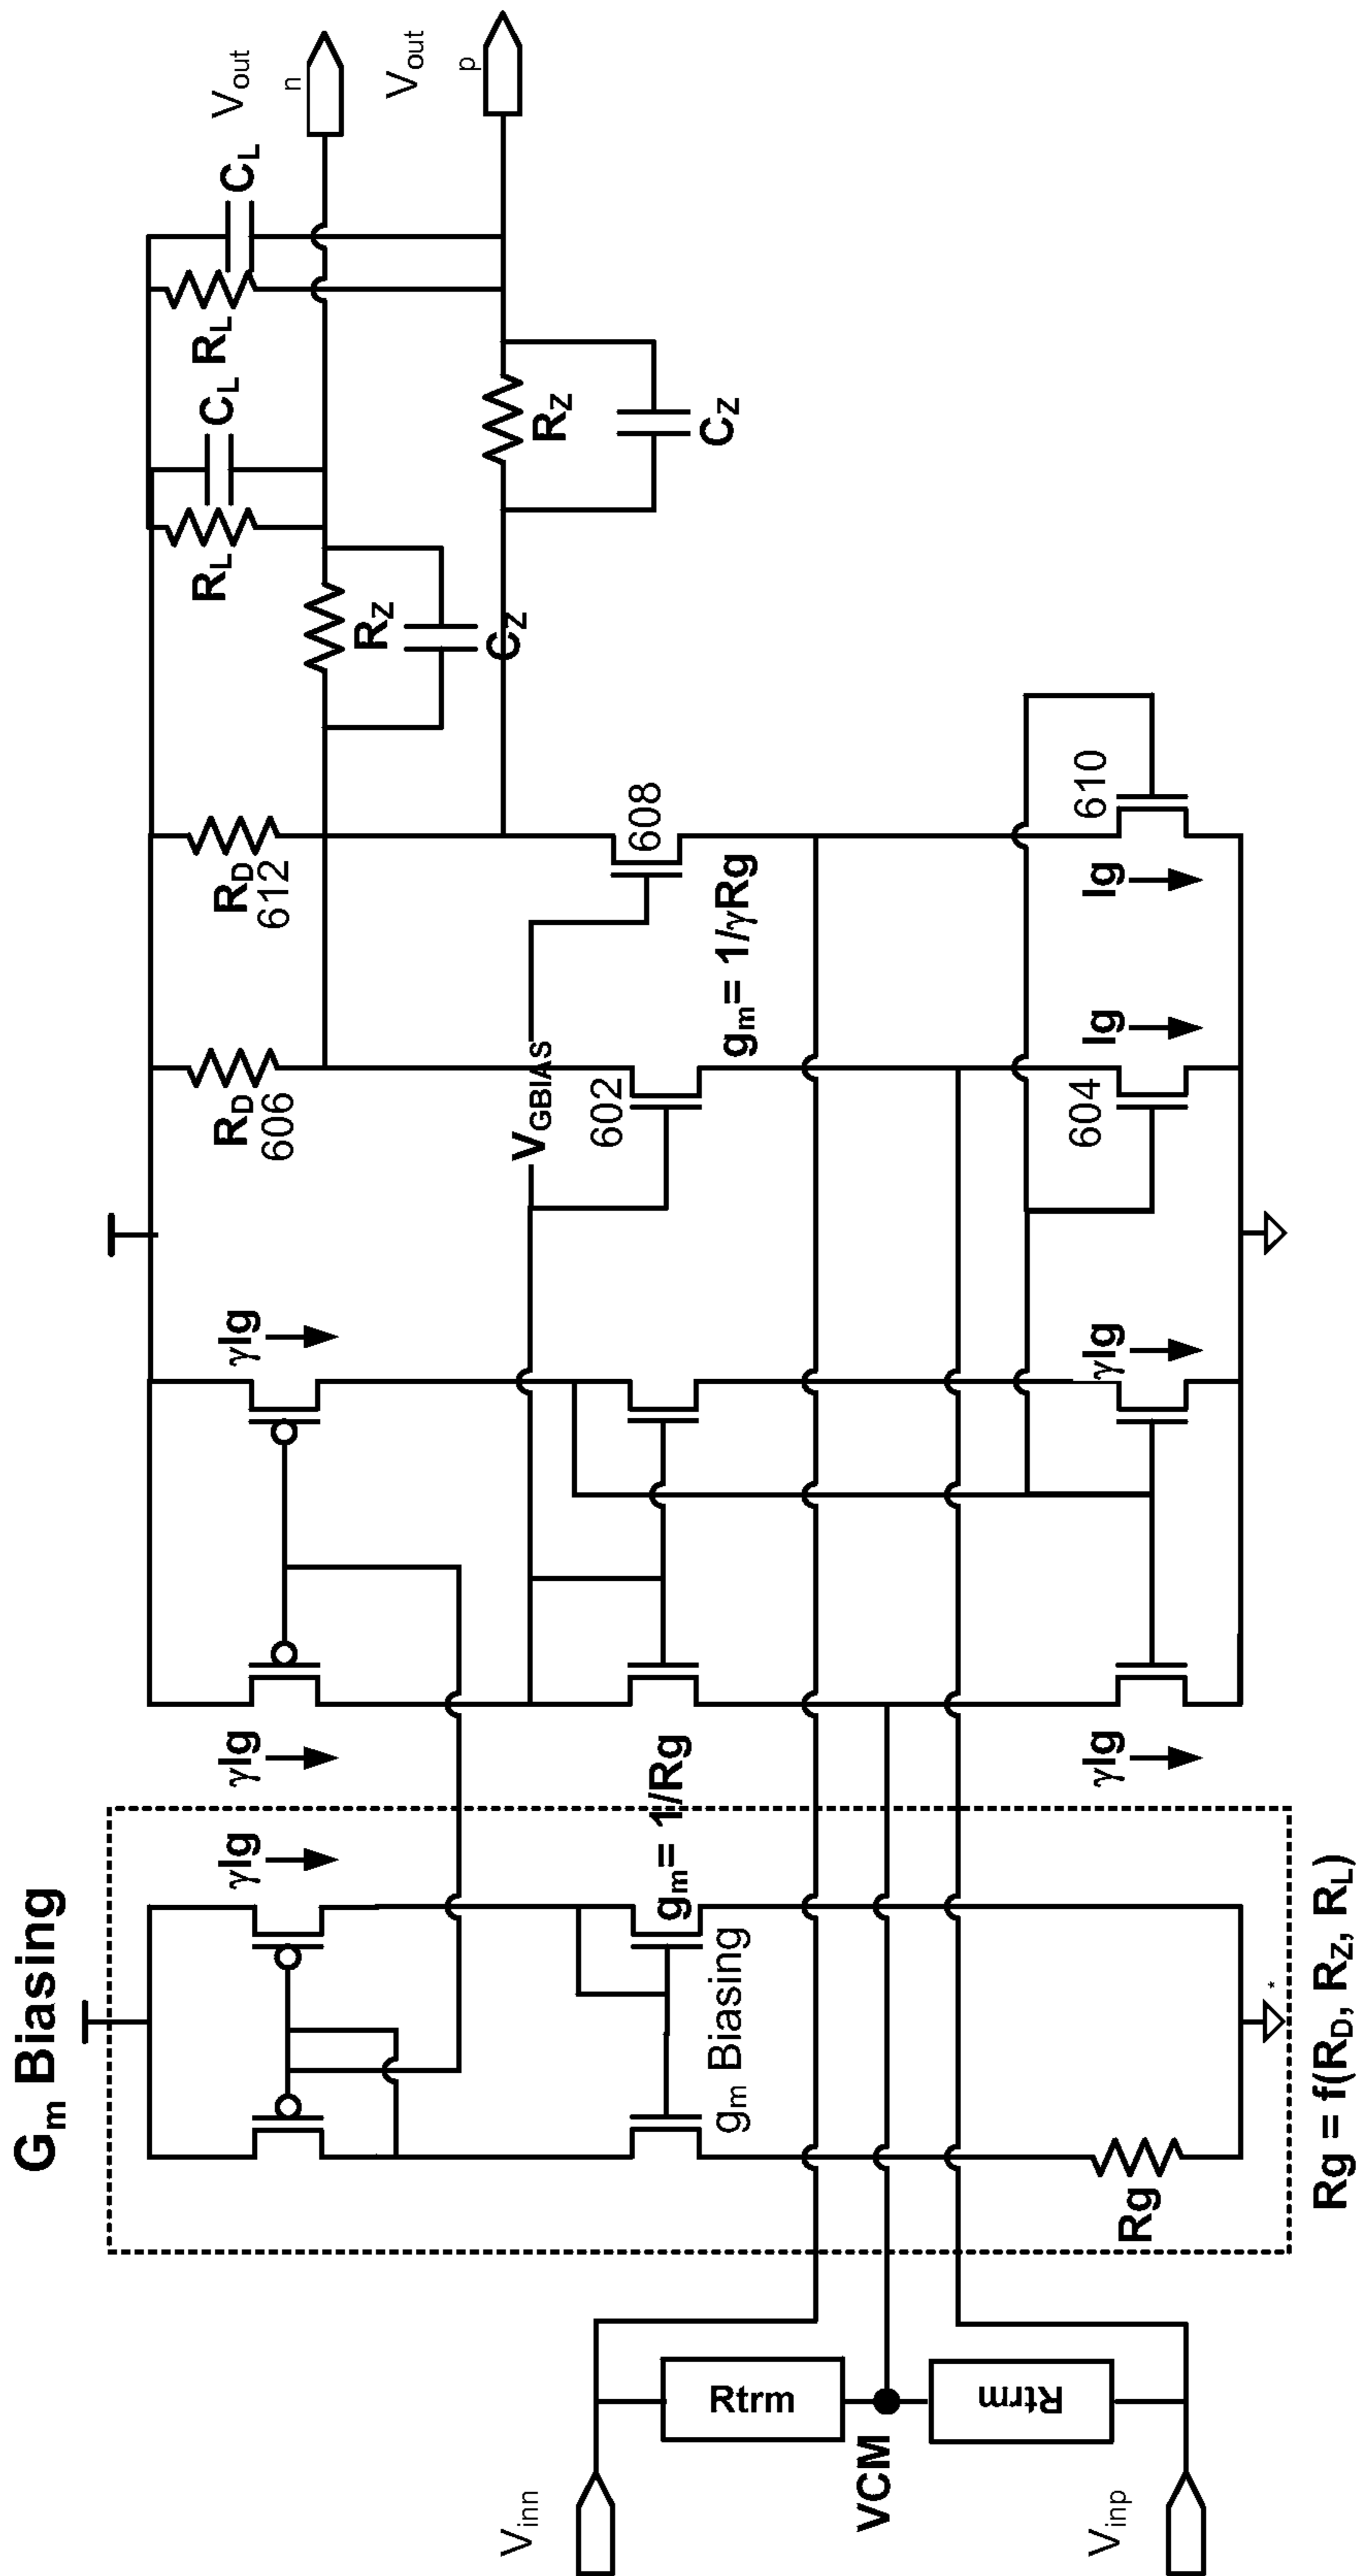 Gm Biasing
γIg
γIg
γIg
RD
606
RD
612
RL
CL
RL
CL
Vout
n
Vout
p
RZ
CZ
RZ
CZ
VGBIAS
602
608
gm= 1/Rg
gm Biasing
gm= 1/γRg
Vinn
Rtrm
VCM
Rtrm
Vinp
Rg
γIg
γIg
604
Ig
Ig
610
*
Rg = f(RD, RZ, RL)